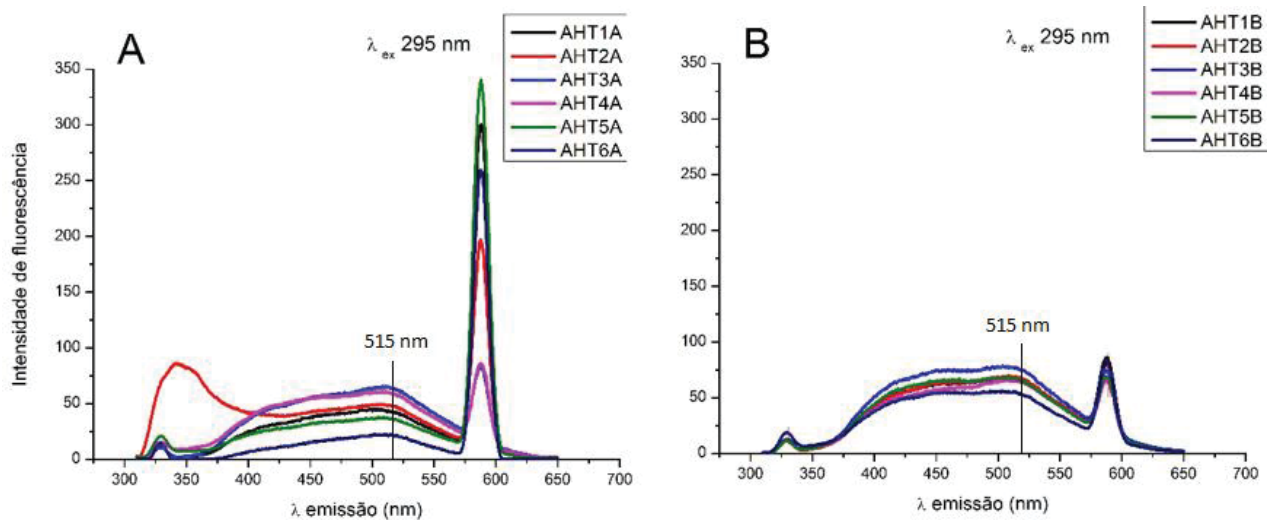 A
λ ex 295 nm
AHT1A
AHT2A
AHT3A
AHT4A
AHT5A
AHT6A
350
300
250
200
150
100
50
0
Intensidade de fluorescência
515 nm
300 350 400 450 500 550 600 650 700
λ emissão (nm)
B
λ ex 295 nm
AHT1B
AHT2B
AHT3B
AHT4B
AHT5B
AHT6B
350
300
250
200
150
100
50
0
515 nm
300 350 400 450 500 550 600 650 700
λ emissão (nm)